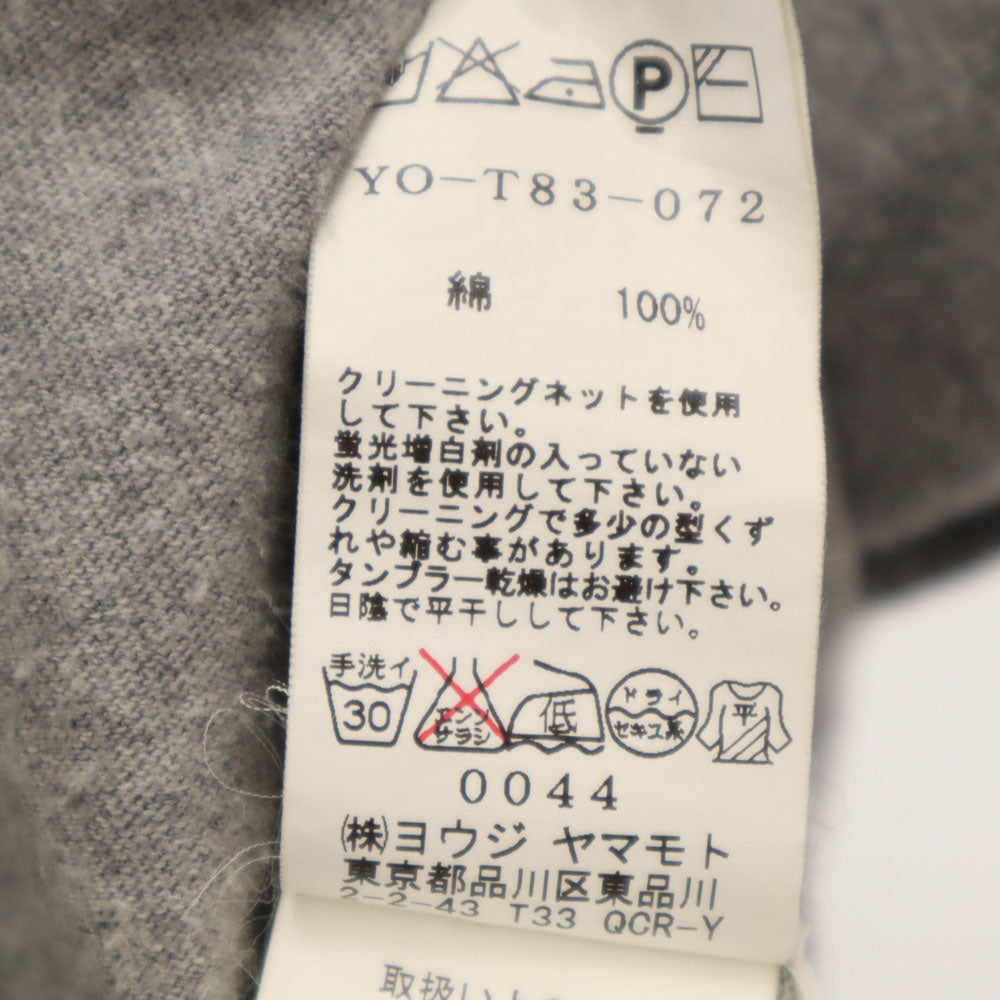 P
YO-T83-072
綿 100%
クリーニングネットを使用
して下さい。
蛍光増白剤の入っていない
洗剤を使用して下さい。
クリーニングで多少の型くず
れや縮む事があります。
タンブラー乾燥はお避け下さい。
日陰で平干しして下さい。
手洗イ
30
エンソ
サラシ
低
ドライ
セキユ系
平
0044
㈱ヨウジ ヤマモト
東京都品川区東品川
2-2-43 T33 QCR-Y
取扱い上の